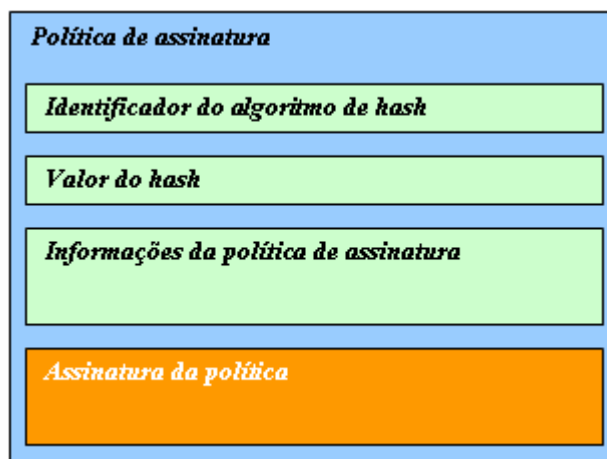 Política de assinatura
Identificador do algoritmo de hash
Valor do hash
Informações da política de assinatura
Assinatura da política